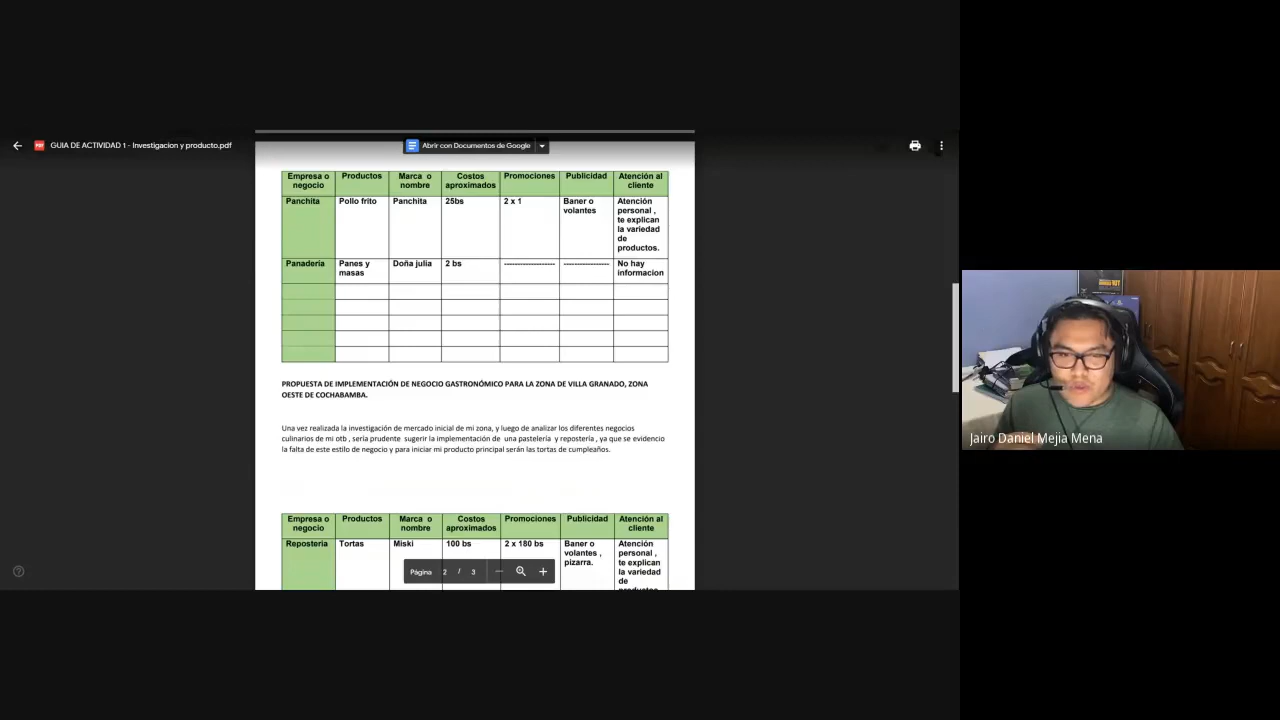 GUIA DE ACTIVIDAD 1 - Investigacion y producto.pdf
Abrir con Documentos de Google
Empresa o negocio Productos Marca o nombre Costos aproximados Promociones Publicidad Atención al cliente
Panchita Pollo frito Panchita 25bs 2 x 1 Baner o volantes Atención personal , te explican la variedad de productos.
Panadería Panes y masas Doña julia 2 bs ------------------- ----------------- No hay informacion
PROPUESTA DE IMPLEMENTACIÓN DE NEGOCIO GASTRONÓMICO PARA LA ZONA DE VILLA GRANADO, ZONA
OESTE DE COCHABAMBA.
Una vez realizada la investigación de mercado inicial de mi zona, y luego de analizar los diferentes negocios
culinarios de mi otb , sería prudente sugerir la implementación de una pastelería y repostería , ya que se evidencio
la falta de este estilo de negocio y para iniciar mi producto principal serán las tortas de cumpleaños.
Empresa o negocio Productos Marca o nombre Costos aproximados Promociones Publicidad Atención al cliente
Repostería Tortas Miski 100 bs 2 x 180 bs Baner o volantes , pizarra. Atención personal , te explican la variedad de
Página 2 / 3
Jairo Daniel Mejia Mena